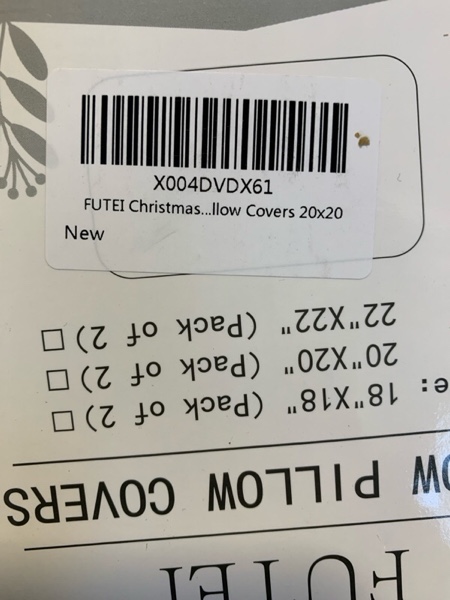 X004DVDX61
FUTEI Christmas...llow Covers 20x20
New
FUTEI
OW PILLOW COVERS
e: 18"X18" (Pack of 2) ☐
20"X20" (Pack of 2) ☐
22"X22" (Pack of 2) ☐